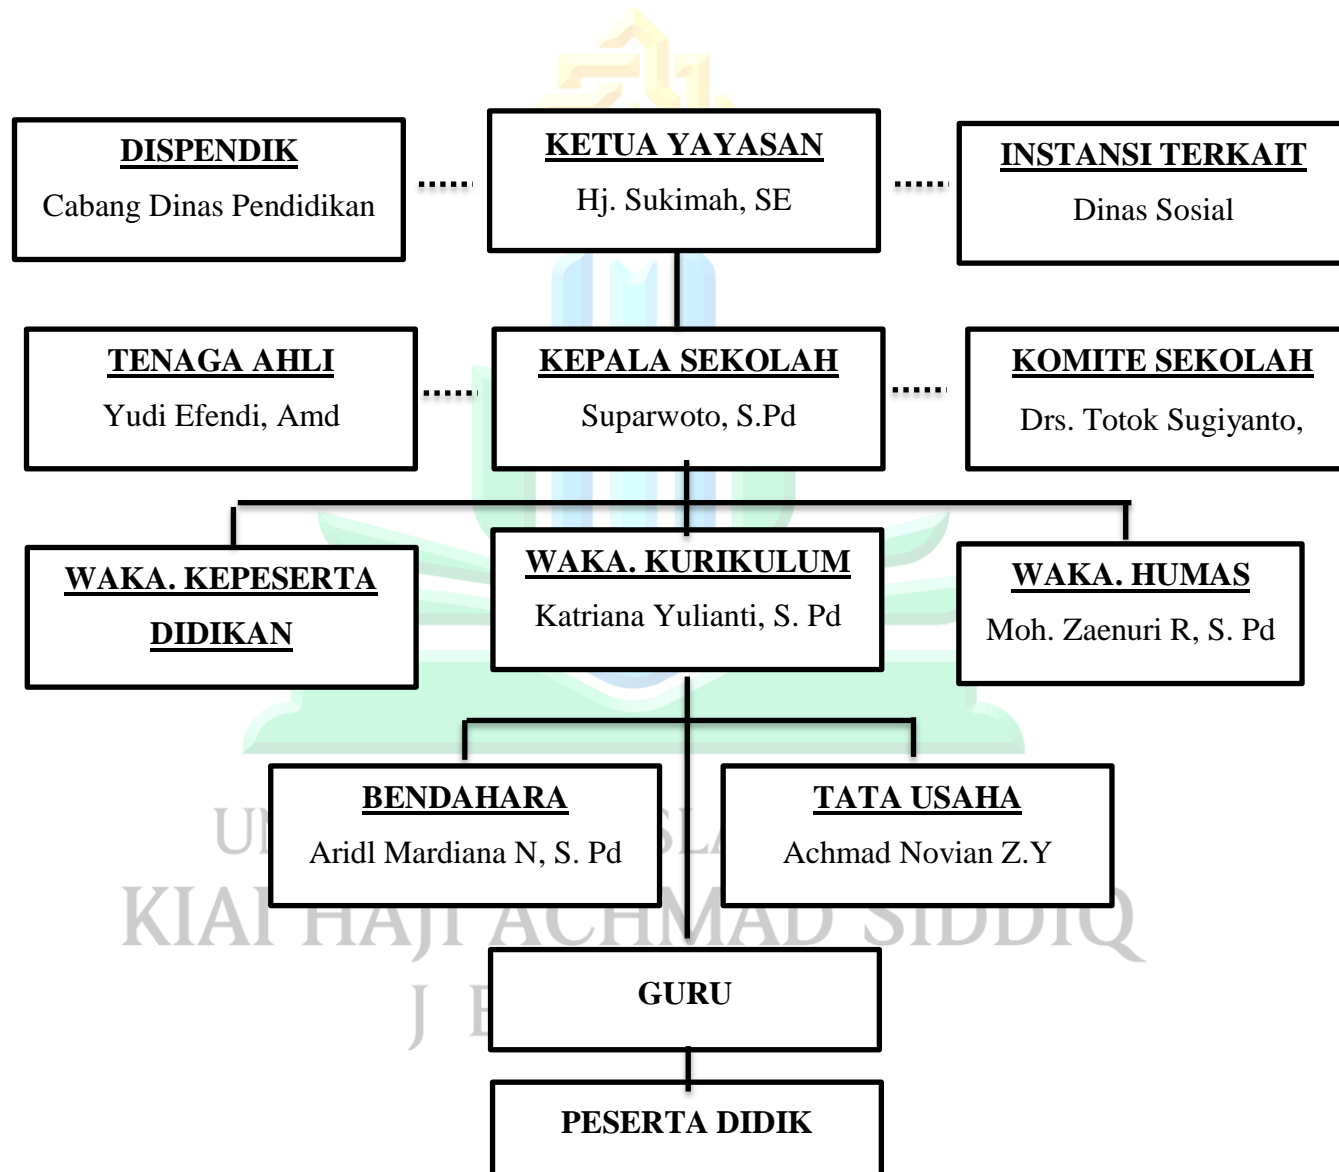 DISPENDIK
Cabang Dinas Pendidikan
KETUA YAYASAN
Hj. Sukimah, SE
INSTANSI TERKAIT
Dinas Sosial
TENAGA AHLI
Yudi Efendi, Amd
KEPALA SEKOLAH
Suparwoto, S.Pd
KOMITE SEKOLAH
Drs. Totok Sugiyanto,
WAKA. KEPESERTA
DIDIKAN
WAKA. KURIKULUM
Katriana Yulianti, S. Pd
WAKA. HUMAS
Moh. Zaenuri R, S. Pd
BENDAHARA
Aridl Mardiana N, S. Pd
TATA USAHA
Achmad Novian Z.Y
KIAI HAJI ACHMAD SIDDIQ
GURU
PESERTA DIDIK